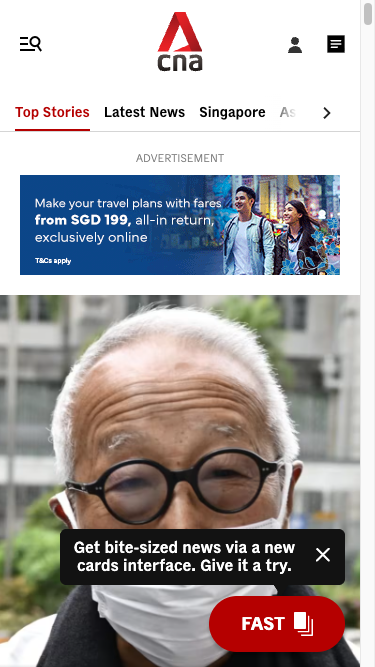 cna
Top Stories Latest News Singapore As
ADVERTISEMENT
Make your travel plans with fares
from SGD 199, all-in return,
exclusively online
T&Cs apply
Get bite-sized news via a new
cards interface. Give it a try.
FAST